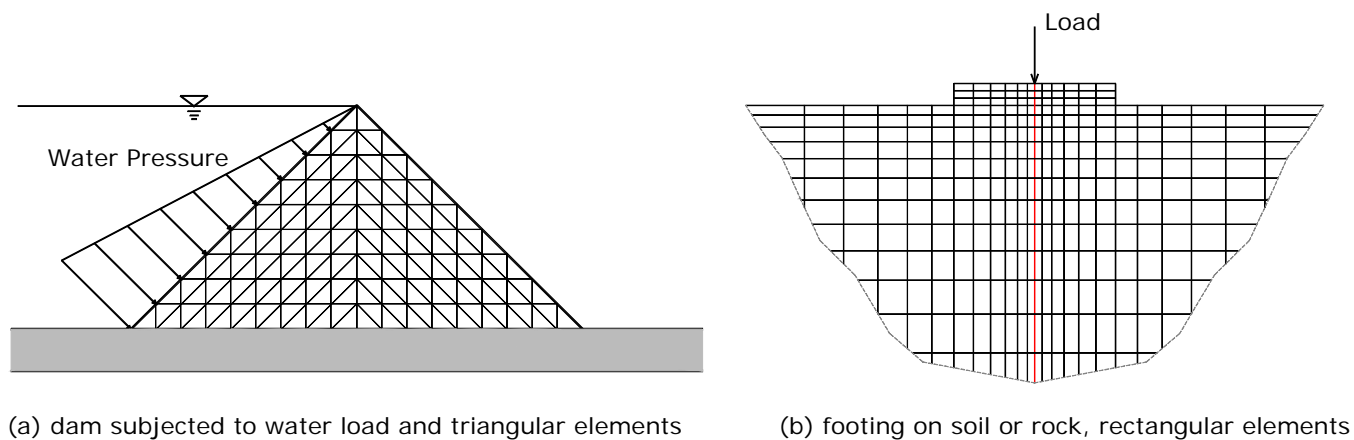 Load
Water Pressure
(a) dam subjected to water load and triangular elements
(b) footing on soil or rock, rectangular elements